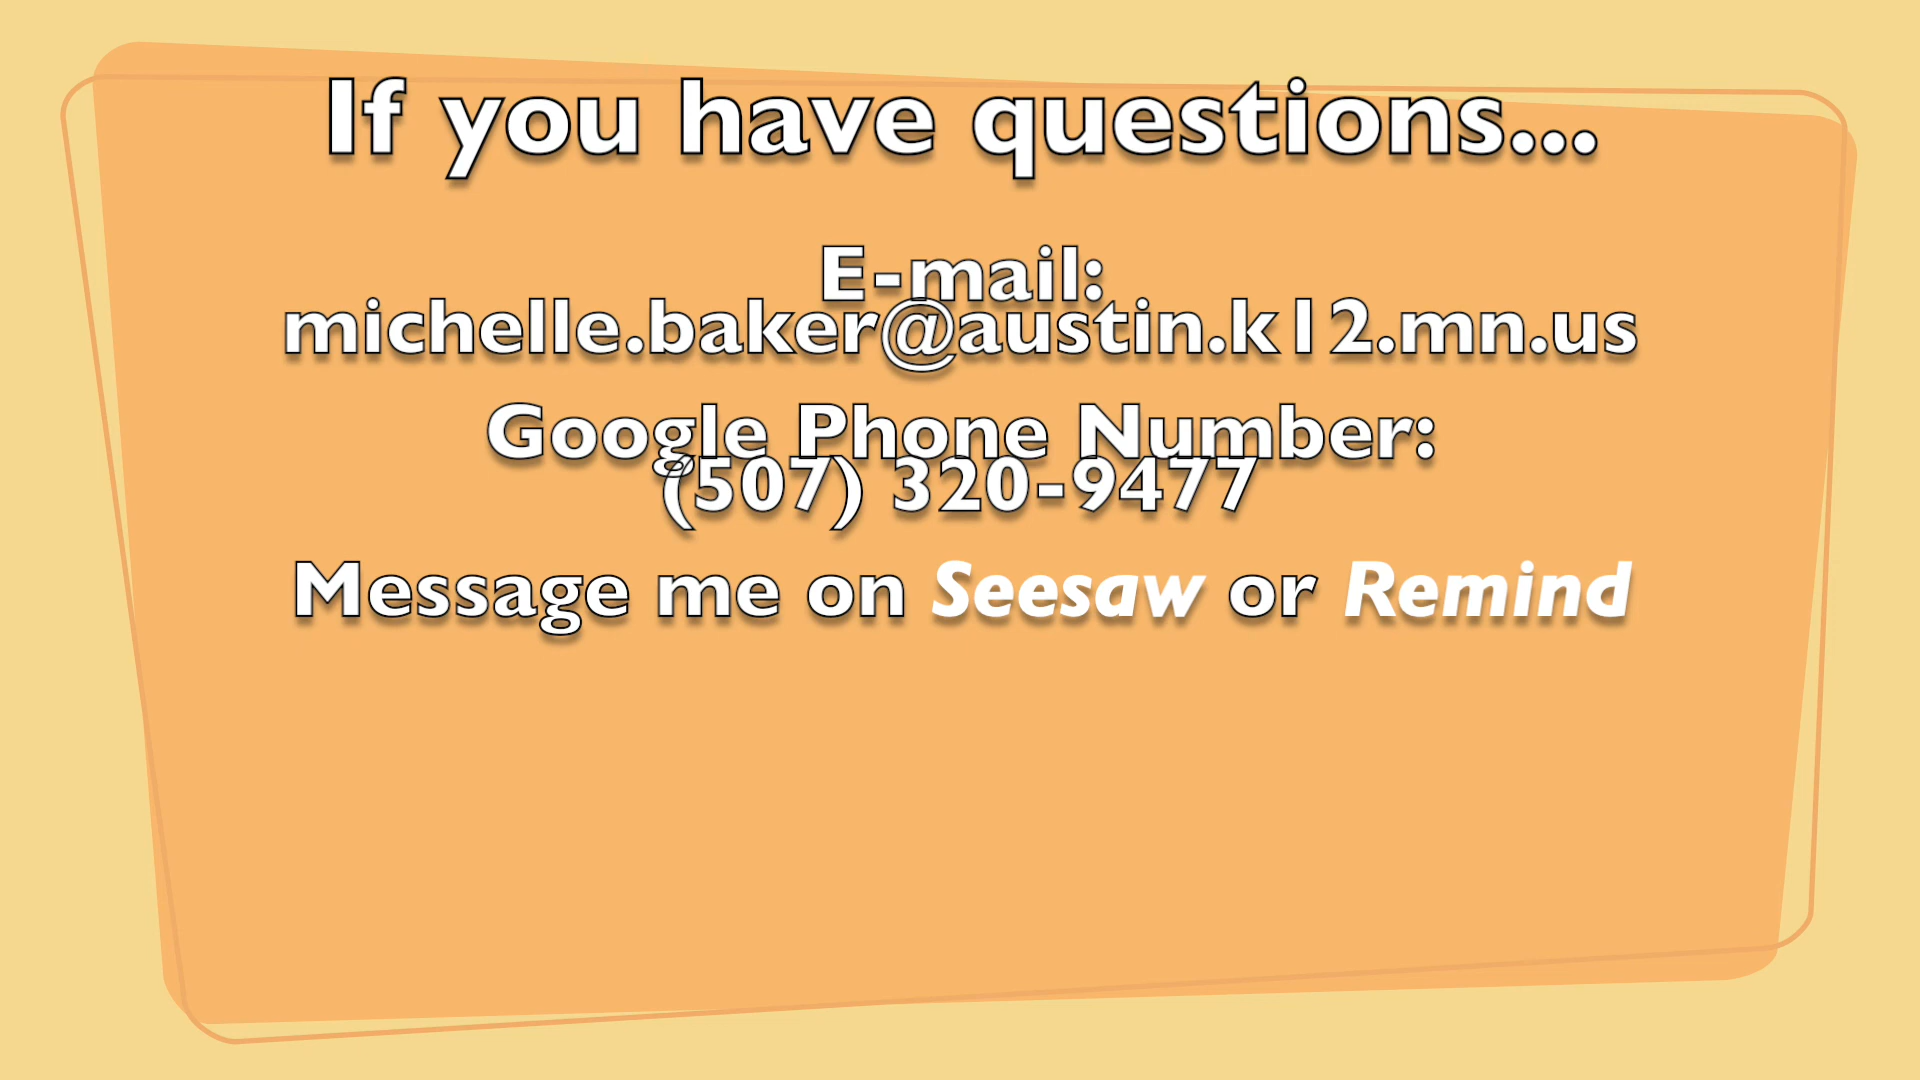 If you have questions...
E-mail:
michelle.baker@austin.k12.mn.us
Google Phone Number:
(507) 320-9477
Message me on Seesaw or Remind